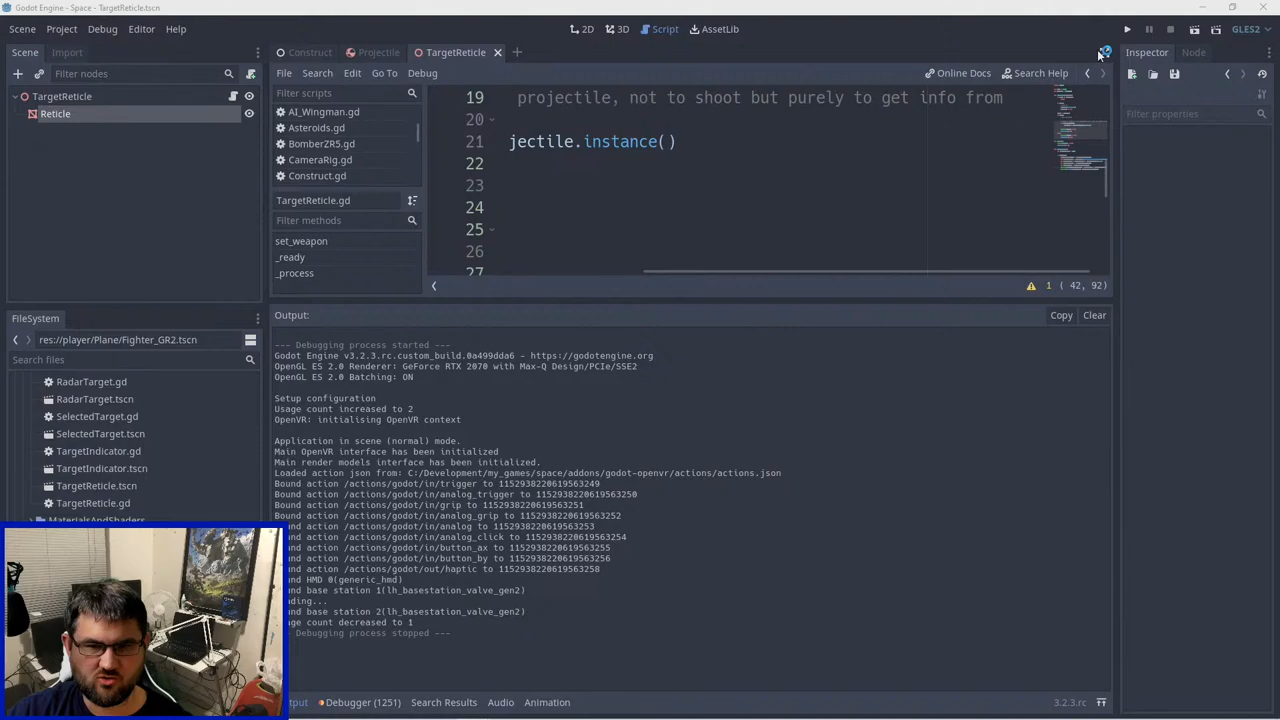 Godot Engine - Space - TargetReticle.tscn
Scene Project Debug Editor Help
2D 3D Script AssetLib
GLES2
Scene Import
Filter nodes
TargetReticle
Reticle
Construct Projectile TargetReticle
File Search Edit Go To Debug
Online Docs Search Help
Filter scripts
AI_Wingman.gd
Asteroids.gd
BomberZR5.gd
CameraRig.gd
Construct.gd
TargetReticle.gd
Filter methods
set_weapon
_ready
_process
19 projectile, not to shoot but purely to get info from
20
21 jectile.instance()
22
23
24
25
26
27
1 ( 42, 92)
Inspector Node
Filter properties
FileSystem
res://player/Plane/Fighter_GR2.tscn
Search files
RadarTarget.gd
RadarTarget.tscn
SelectedTarget.gd
SelectedTarget.tscn
TargetIndicator.gd
TargetIndicator.tscn
TargetReticle.tscn
TargetReticle.gd
MaterialsAndShaders
Output: Copy Clear
--- Debugging process started ---
Godot Engine v3.2.3.rc.custom_build.0a499dda6 - https://godotengine.org
OpenGL ES 2.0 Renderer: GeForce RTX 2070 with Max-Q Design/PCIe/SSE2
OpenGL ES 2.0 Batching: ON
Setup configuration
Usage count increased to 2
OpenVR: initialising OpenVR context
Application in scene (normal) mode.
Main OpenVR interface has been initialized
Main render models interface has been initialized.
Loaded action json from: C:/Development/my_games/space/addons/godot-openvr/actions/actions.json
Bound action /actions/godot/in/trigger to 1152938220619563249
Bound action /actions/godot/in/analog_trigger to 1152938220619563250
Bound action /actions/godot/in/grip to 1152938220619563251
Bound action /actions/godot/in/analog_grip to 1152938220619563252
Bound action /actions/godot/in/analog to 1152938220619563253
ound action /actions/godot/in/analog_click to 1152938220619563254
ound action /actions/godot/in/button_ax to 1152938220619563255
ound action /actions/godot/in/button_by to 1152938220619563256
ound action /actions/godot/out/haptic to 1152938220619563258
ound HMD 0(generic_hmd)
ound base station 1(lh_basestation_valve_gen2)
ading...
ound base station 2(lh_basestation_valve_gen2)
age count decreased to 1
-- Debugging process stopped ---
tput Debugger (1251) Search Results Audio Animation
3.2.3.rc